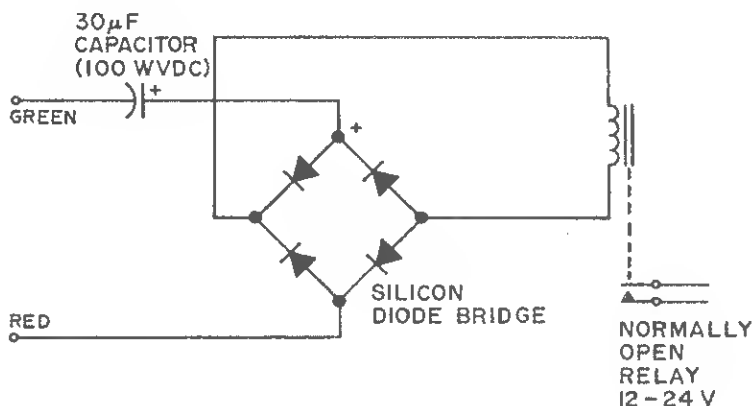 30μF
CAPACITOR
(100 WVDC)
+
GREEN
+
SILICON
DIODE BRIDGE
RED
NORMALLY
OPEN
RELAY
12-24 V